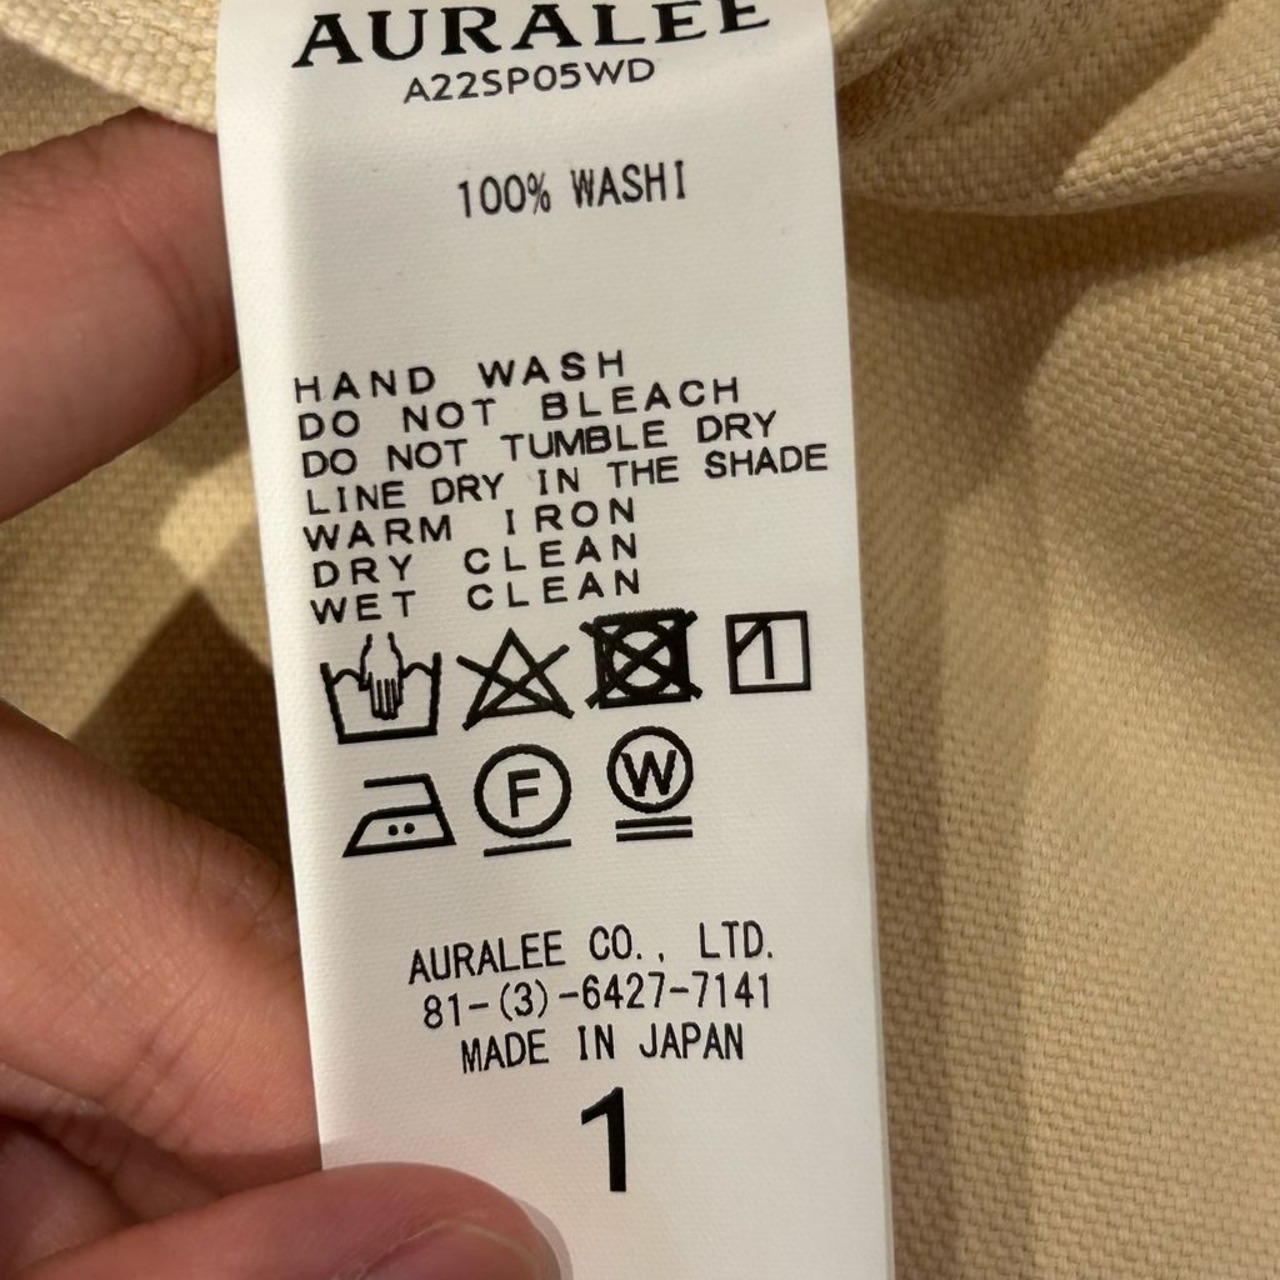 AURALEE
A22SP05WD
100% WASHI
HAND WASH
DO NOT BLEACH
DO NOT TUMBLE DRY
LINE DRY IN THE SHADE
WARM IRON
DRY CLEAN
WET CLEAN
F W
AURALEE CO., LTD.
81-(3)-6427-7141
MADE IN JAPAN
1